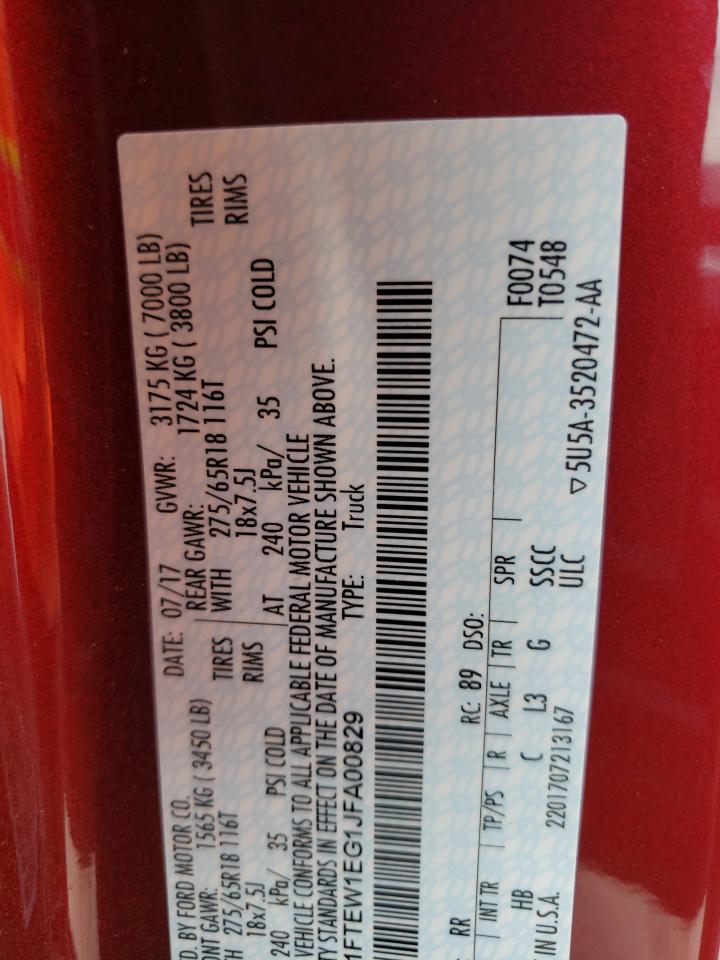 D. BY FORD MOTOR CO. DATE: 07/17 GVWR: 3175 KG ( 7000 LB)
NT GAWR: 1565 KG ( 3450 LB) REAR GAWR: 1724 KG ( 3800 LB)
TH 275/65R18 116T TIRES WITH 275/65R18 116T TIRES
18x7.5J RIMS 18x7.5J RIMS
240 kPa/ 35 PSI COLD AT 240 kPa/ 35 PSI COLD
VEHICLE CONFORMS TO ALL APPLICABLE FEDERAL MOTOR VEHICLE
TY STANDARDS IN EFFECT ON THE DATE OF MANUFACTURE SHOWN ABOVE.
1FTEW1EG1JFA00829 TYPE: Truck
RR RC: 89 DSO:
INT TR TP/PS R AXLE TR SPR F0074
HB C L3 G SSCC T0548
IN U.S.A. 2201707213167 ULC ▽5U5A-3520472-AA